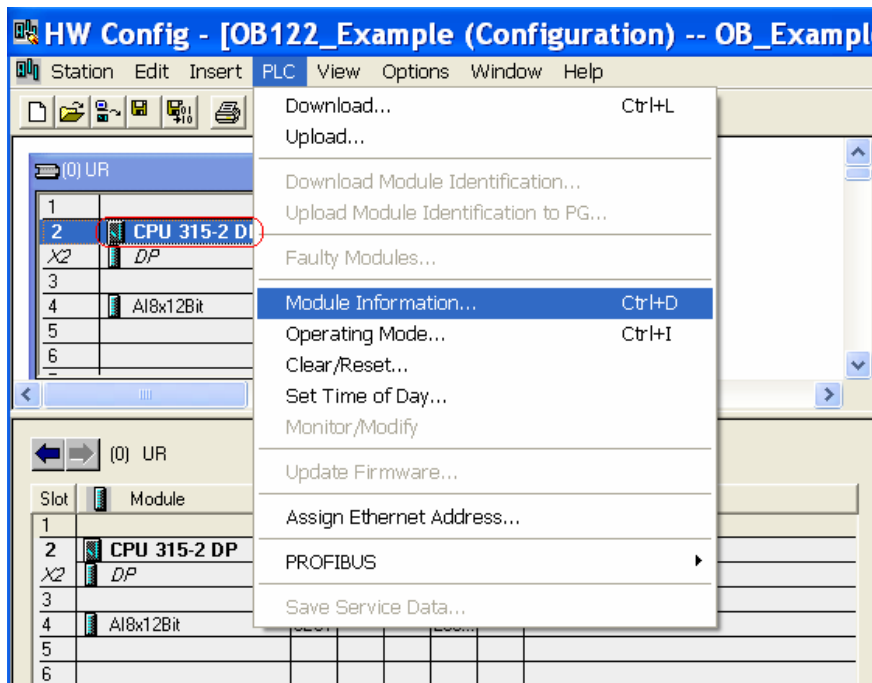 HW Config - [OB122_Example (Configuration) -- OB_Exampl
Station Edit Insert PLC View Options Window Help
Download... Ctrl+L
Upload...
Download Module Identification...
Upload Module Identification to PG...
Faulty Modules...
Module Information... Ctrl+D
Operating Mode... Ctrl+I
Clear/Reset...
Set Time of Day...
Monitor/Modify
Update Firmware...
Assign Ethernet Address...
PROFIBUS
Save Service Data...
(0) UR
1
2 CPU 315-2 DP
X2 DP
3
4 AI8x12Bit
5
6
(0) UR
Slot Module
1
2 CPU 315-2 DP
X2 DP
3
4 AI8x12Bit
5
6